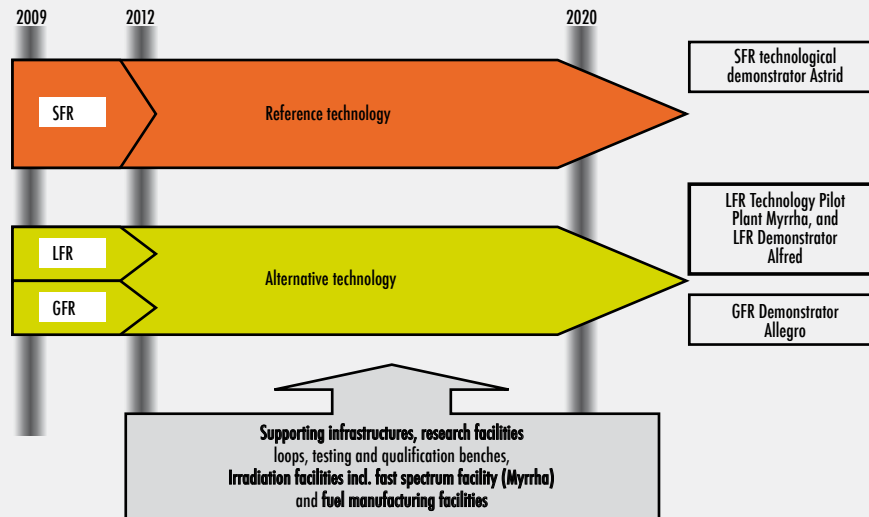 2009
2012
2020
SFR
Reference technology
SFR technological
demonstrator Astrid
LFR
GFR
Alternative technology
LFR Technology Pilot
Plant Myrrha, and
LFR Demonstrator
Alfred
GFR Demonstrator
Allegro
Supporting infrastructures, research facilities
loops, testing and qualification benches,
Irradiation facilities incl. fast spectrum facility (Myrrha)
and fuel manufacturing facilities